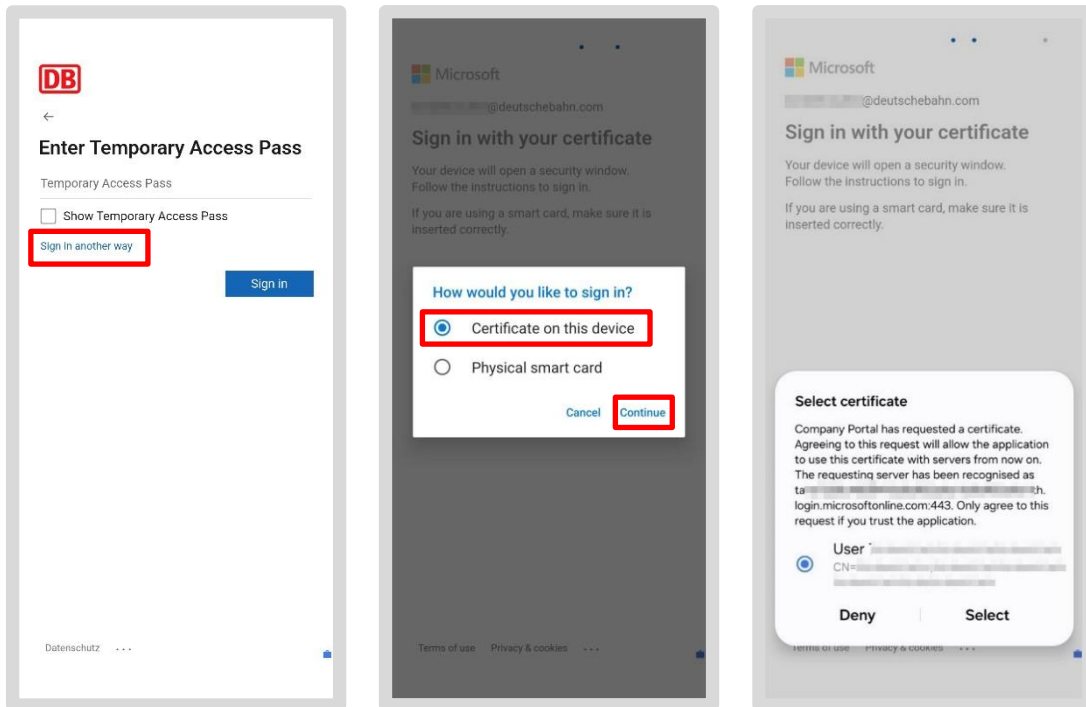 DB
←
Enter Temporary Access Pass
Temporary Access Pass
Show Temporary Access Pass
Sign in another way
Sign in
Datenschutz ...
Microsoft
@deutschebahn.com
Sign in with your certificate
Your device will open a security window.
Follow the instructions to sign in.
If you are using a smart card, make sure it is
inserted correctly.
How would you like to sign in?
Certificate on this device
Physical smart card
Cancel Continue
Terms of use Privacy & cookies ...
Microsoft
@deutschebahn.com
Sign in with your certificate
Your device will open a security window.
Follow the instructions to sign in.
If you are using a smart card, make sure it is
inserted correctly.
Select certificate
Company Portal has requested a certificate.
Agreeing to this request will allow the application
to use this certificate with servers from now on.
The requesting server has been recognised as
ta th.
login.microsoftonline.com:443. Only agree to this
request if you trust the application.
User
CN=
Deny Select
Terms of use Privacy & cookies ...